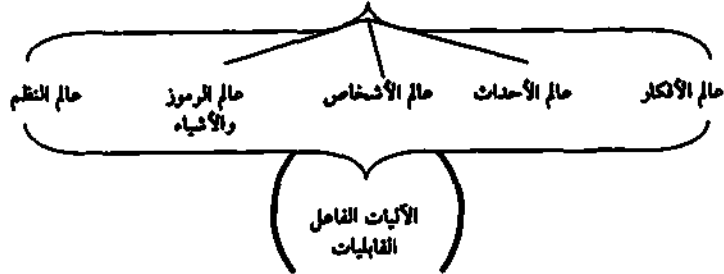 عالم الأفكار
عالم الأحداث
عالم الأشخاص
عالم الرموز
والأشياء
عالم النظم
الآليات الفاعل
القابليات